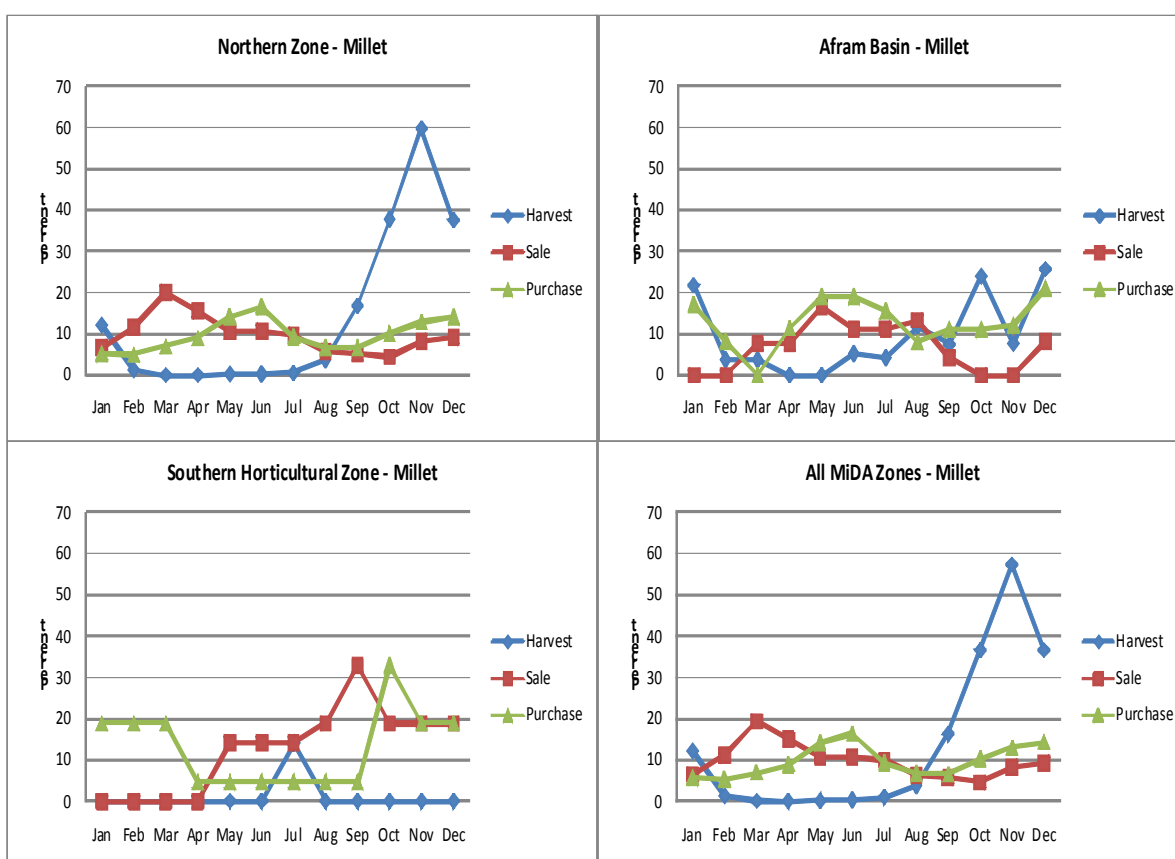 Northern Zone - Millet
70
60
50
40
30
20
10
0
Percent
Jan Feb Mar Apr May Jun Jul Aug Sep Oct Nov Dec
Harvest
Sale
Purchase
Afram Basin - Millet
70
60
50
40
30
20
10
0
Percent
Jan Feb Mar Apr May Jun Jul Aug Sep Oct Nov Dec
Harvest
Sale
Purchase
Southern Horticultural Zone - Millet
70
60
50
40
30
20
10
0
Percent
Jan Feb Mar Apr May Jun Jul Aug Sep Oct Nov Dec
Harvest
Sale
Purchase
All MiDA Zones - Millet
70
60
50
40
30
20
10
0
Percent
Jan Feb Mar Apr May Jun Jul Aug Sep Oct Nov Dec
Harvest
Sale
Purchase